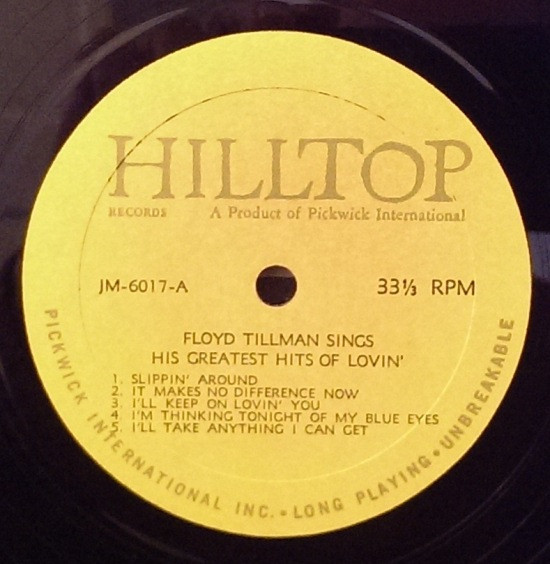 HILLTOP
RECORDS A Product of Pickwick International
JM-6017-A 33⅓ RPM
FLOYD TILLMAN SINGS
HIS GREATEST HITS OF LOVIN'
1. SLIPPIN' AROUND
2. IT MAKES NO DIFFERENCE NOW
3. I'LL KEEP ON LOVIN' YOU
4. I'M THINKING TONIGHT OF MY BLUE EYES
5. I'LL TAKE ANYTHING I CAN GET
PICKWICK INTERNATIONAL INC. • LONG PLAYING • UNBREAKABLE